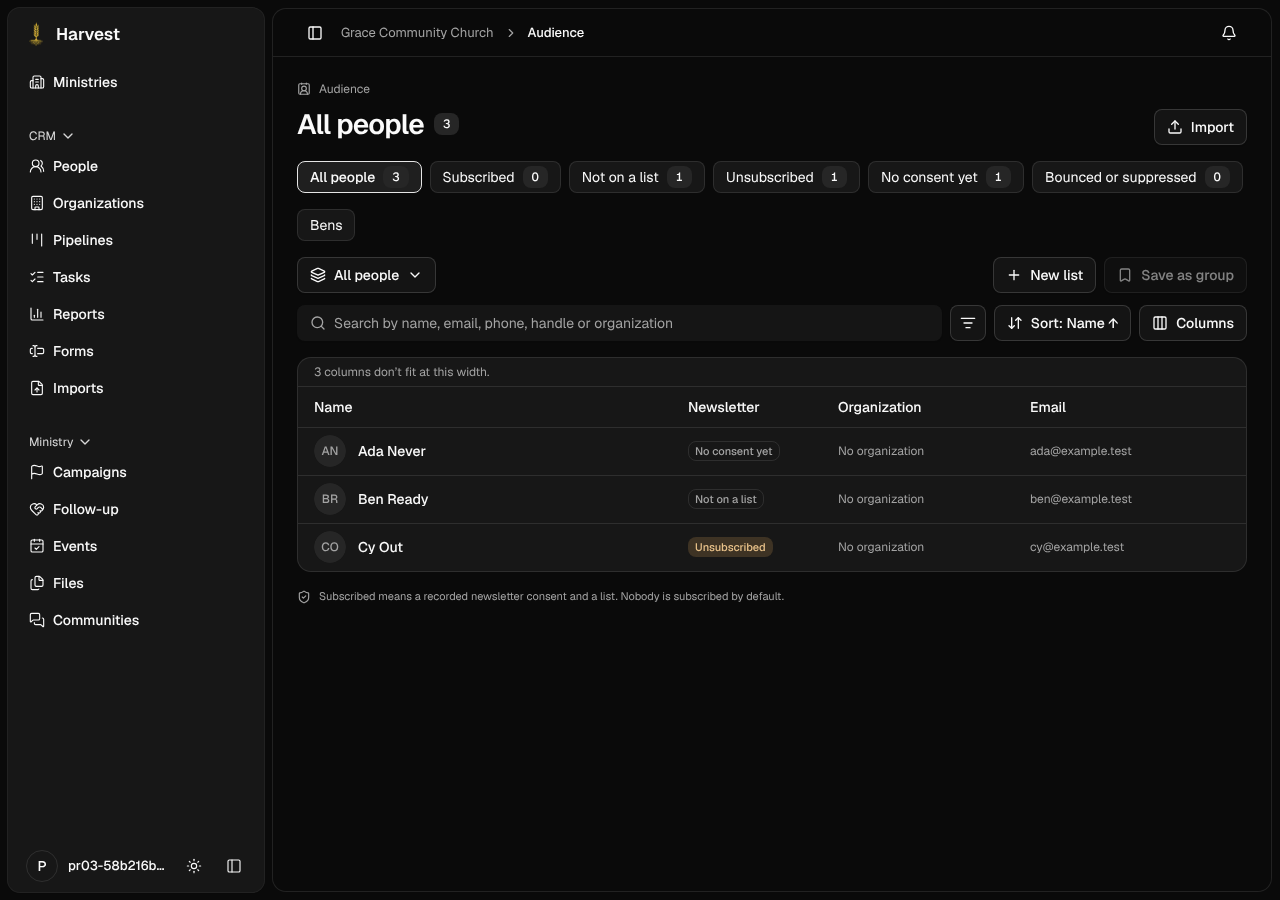 Harvest
Grace Community Church > Audience
Ministries
CRM
People
Organizations
Pipelines
Tasks
Reports
Forms
Imports
Ministry
Campaigns
Follow-up
Events
Files
Communities
P pr03-58b216b…
Audience
All people 3
Import
All people 3 Subscribed 0 Not on a list 1 Unsubscribed 1 No consent yet 1 Bounced or suppressed 0
Bens
All people New list Save as group
Search by name, email, phone, handle or organization Sort: Name ↑ Columns
3 columns don't fit at this width.
Name Newsletter Organization Email
AN Ada Never No consent yet No organization ada@example.test
BR Ben Ready Not on a list No organization ben@example.test
CO Cy Out Unsubscribed No organization cy@example.test
Subscribed means a recorded newsletter consent and a list. Nobody is subscribed by default.